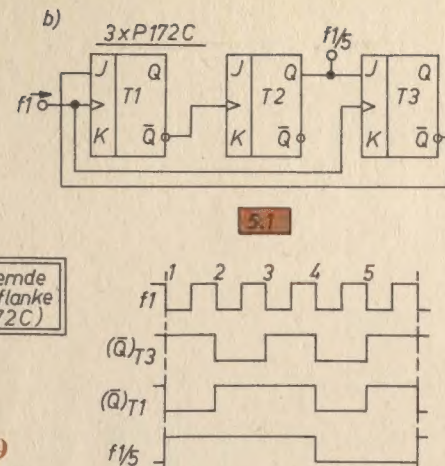 b)
3xP172C
f1/5
J Q J Q J Q
f1 T1 T2 T3
K Q̄ K Q̄ K Q̄
5:1
emde
flanke
72C)
1 2 3 4 5
f1
(Q̄)T3
(Q̄)T1
f1/5
9